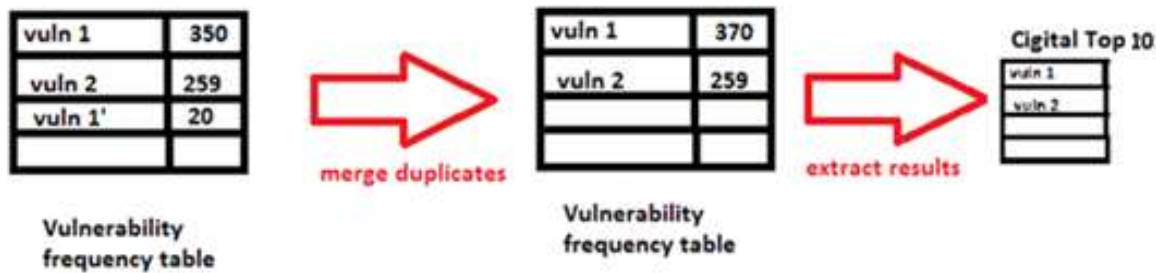 vuln 1 350
vuln 2 259
vuln 1' 20
Vulnerability
frequency table
merge duplicates
vuln 1 370
vuln 2 259
Vulnerability
frequency table
extract results
Cigital Top 10
vuln 1
vuln 2